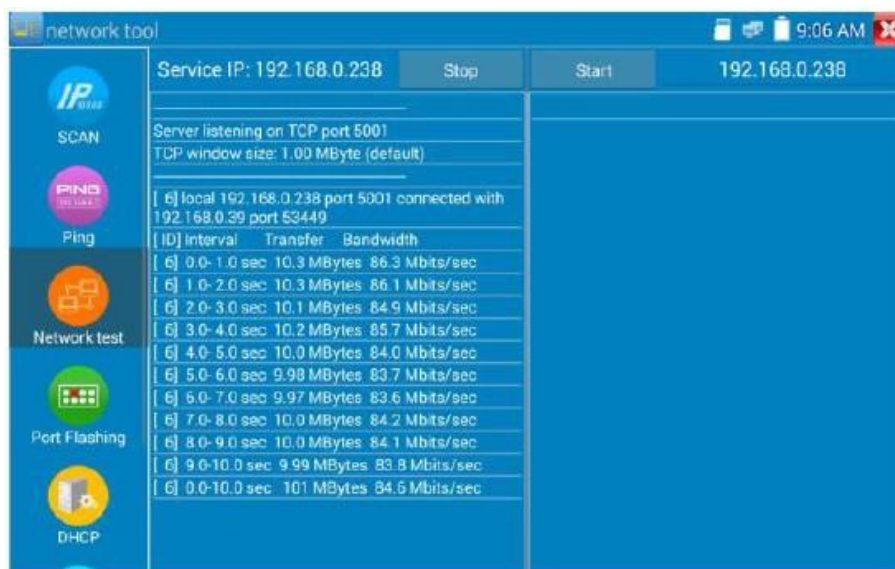 network tool
9:06 AM
Service IP: 192.168.0.238
Stop
Start
192.168.0.238
IP
SCAN
PING
Ping
Network test
Port Flashing
DHCP
Server listening on TCP port 5001
TCP window size: 1.00 MByte (default)
[ 6] local 192.168.0.238 port 5001 connected with
192.168.0.39 port 53449
[ ID] Interval Transfer Bandwidth
[ 6] 0.0- 1.0 sec 10.3 MBytes 86.3 Mbits/sec
[ 6] 1.0- 2.0 sec 10.3 MBytes 86.1 Mbits/sec
[ 6] 2.0- 3.0 sec 10.1 MBytes 84.9 Mbits/sec
[ 6] 3.0- 4.0 sec 10.2 MBytes 85.7 Mbits/sec
[ 6] 4.0- 5.0 sec 10.0 MBytes 84.0 Mbits/sec
[ 6] 5.0- 6.0 sec 9.98 MBytes 83.7 Mbits/sec
[ 6] 6.0- 7.0 sec 9.97 MBytes 83.6 Mbits/sec
[ 6] 7.0- 8.0 sec 10.0 MBytes 84.2 Mbits/sec
[ 6] 8.0- 9.0 sec 10.0 MBytes 84.1 Mbits/sec
[ 6] 9.0-10.0 sec 9.99 MBytes 83.8 Mbits/sec
[ 6] 0.0-10.0 sec 101 MBytes 84.6 Mbits/sec